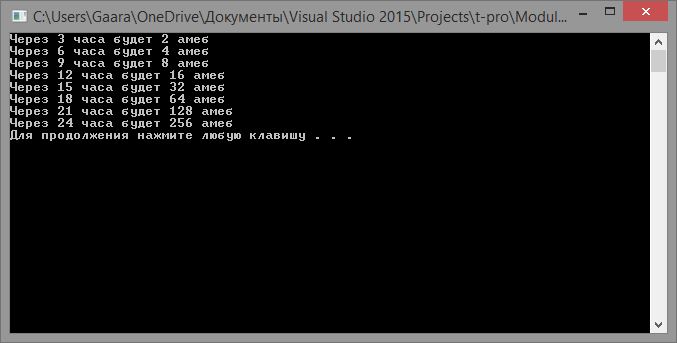 C:\Users\Gaara\OneDrive\Документы\Visual Studio 2015\Projects\t-pro\Modul...
Через 3 часа будет 2 амеб
Через 6 часа будет 4 амеб
Через 9 часа будет 8 амеб
Через 12 часа будет 16 амеб
Через 15 часа будет 32 амеб
Через 18 часа будет 64 амеб
Через 21 часа будет 128 амеб
Через 24 часа будет 256 амеб
Для продолжения нажмите любую клавишу . . .